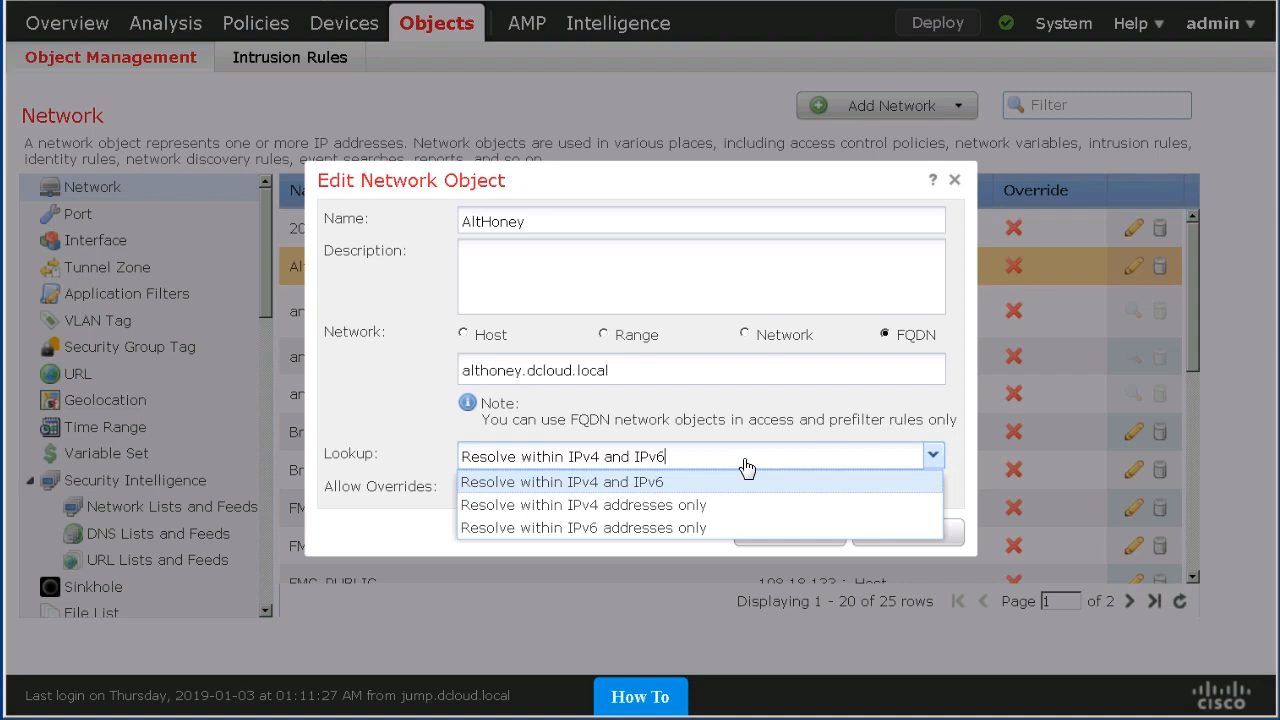 Overview Analysis Policies Devices Objects AMP Intelligence Deploy System Help admin
Object Management Intrusion Rules
Network
Add Network
Filter
A network object represents one or more IP addresses. Network objects are used in various places, including access control policies, network variables, intrusion rules,
identity rules, network discovery rules, event searches, reports, and so on.
Network
Port
Interface
Tunnel Zone
Application Filters
VLAN Tag
Security Group Tag
URL
Geolocation
Time Range
Variable Set
Security Intelligence
Network Lists and Feeds
DNS Lists and Feeds
URL Lists and Feeds
Sinkhole
File List
Override
Edit Network Object
?
Name:
AltHoney
Description:
Network:
Host Range Network FQDN
althoney.dcloud.local
Note:
You can use FQDN network objects in access and prefilter rules only
Lookup:
Resolve within IPv4 and IPv6
Allow Overrides:
Resolve within IPv4 and IPv6
Resolve within IPv4 addresses only
Resolve within IPv6 addresses only
FMC_PUBLIC
Host
Displaying 1 - 20 of 25 rows
Page 1 of 2
Last login on Thursday, 2019-01-03 at 01:11:27 AM from jump.dcloud.local
How To
CISCO